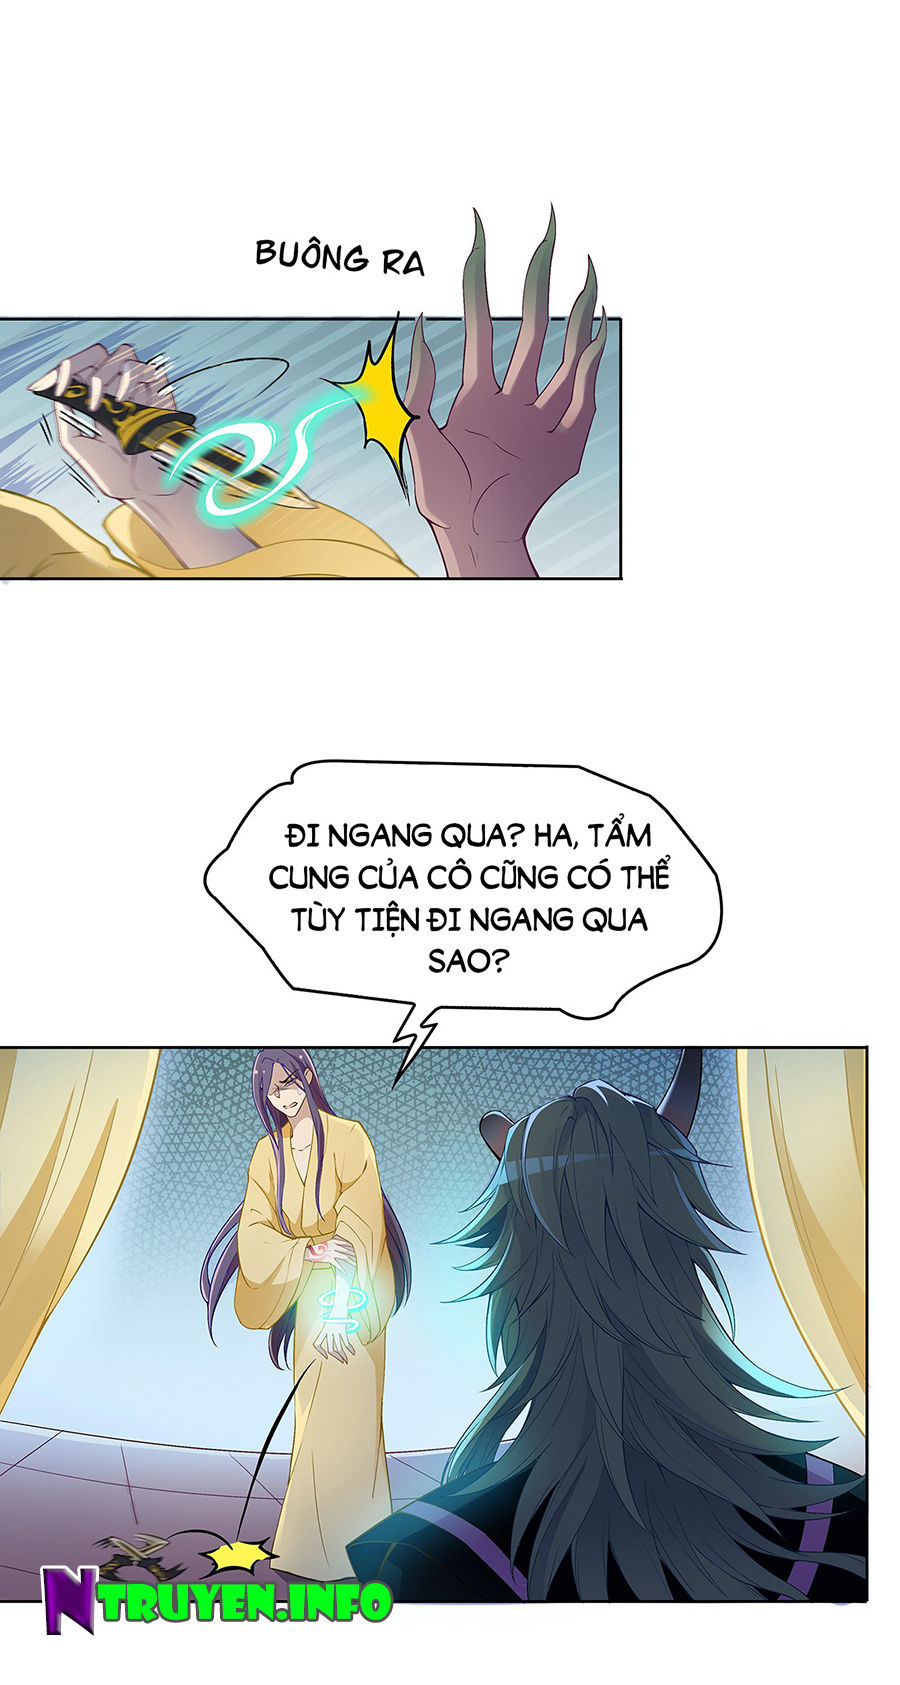 BUÔNG RA
ĐI NGANG QUA? HA, TẨM
CUNG CỦA CÔ CŨNG CÓ THỂ
TÙY TIỆN ĐI NGANG QUA
SAO?
NTRUYEN.INFO